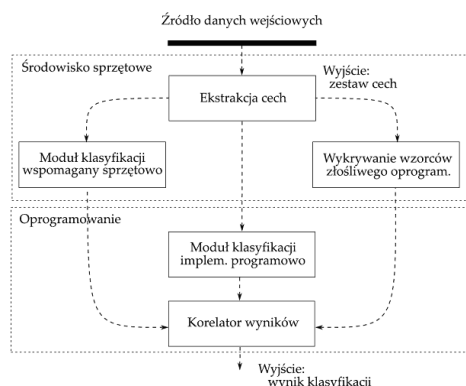 Źródło danych wejściowych
Środowisko sprzętowe
Wyjście:
zestaw cech
Ekstrakcja cech
Moduł klasyfikacji
wspomagany sprzętowo
Wykrywanie wzorców
złośliwego oprogram.
Oprogramowanie
Moduł klasyfikacji
implem. programowo
Korelator wyników
Wyjście:
wynik klasyfikacji